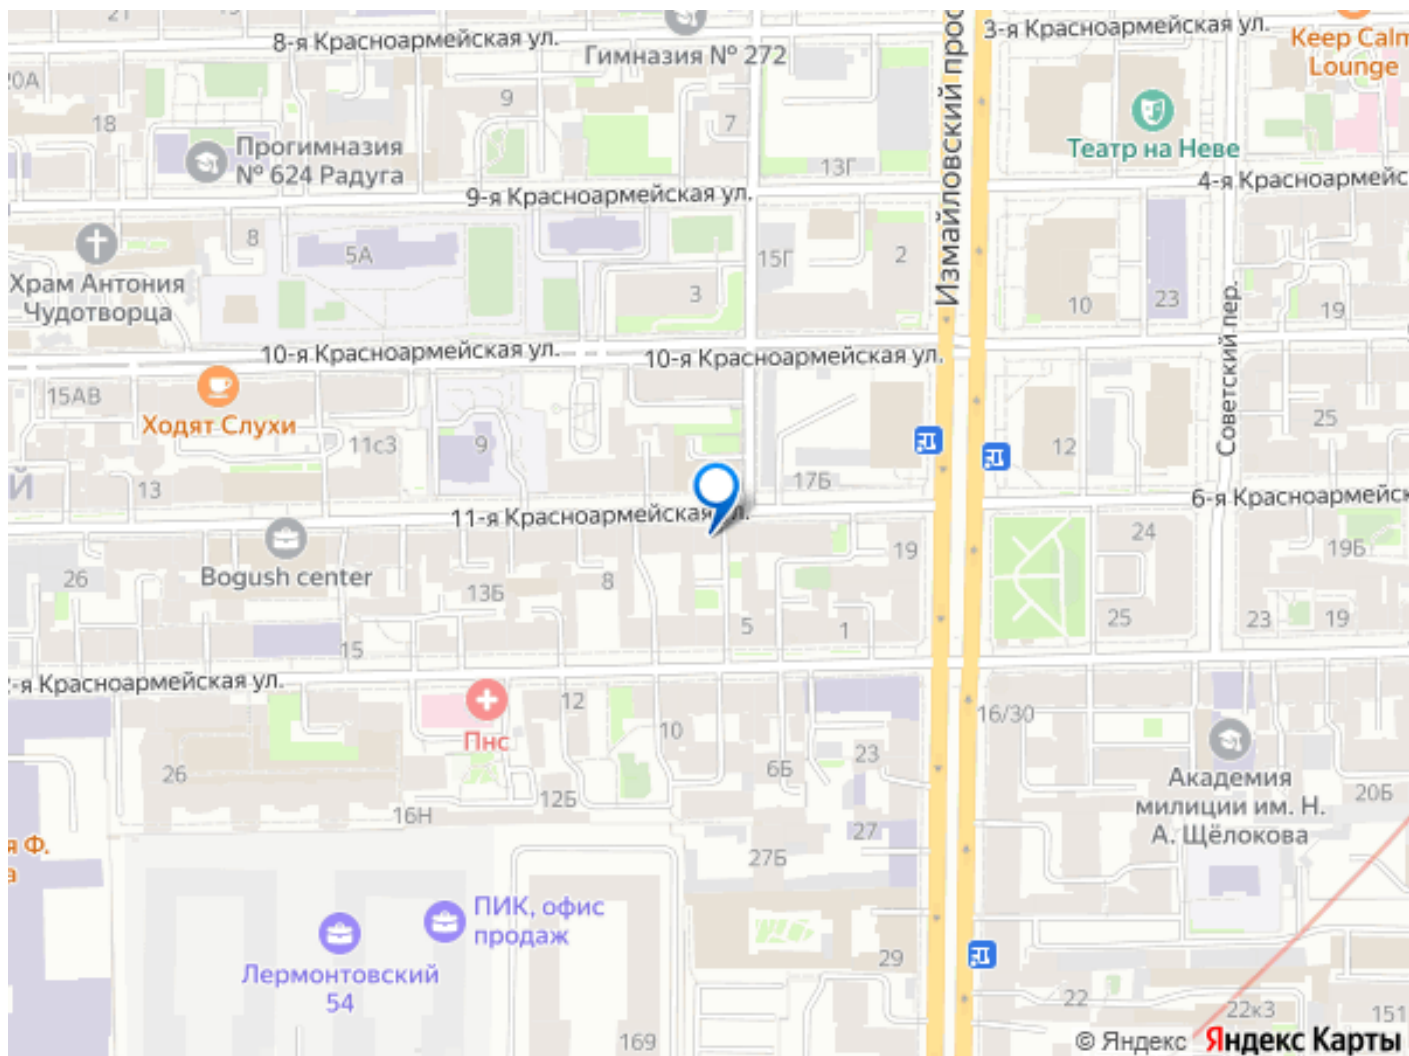 21
8-я Красноармейская ул.
Гимназия № 272
Измайловский прос
3-я Красноармейская ул.
Keep Calm
Lounge
20А
18
9
7
Прогимназия
№ 624 Радуга
13Г
Театр на Неве
9-я Красноармейская ул.
4-я Красноармейс
8
5А
15Г
2
Храм Антония
Чудотворца
3
10
23
19
Советский пер.
10-я Красноармейская ул.
10-я Красноармейская ул.
15АВ
Ходят Слухи
11с3
9
12
25
Й
13
17Б
11-я Красноармейская ул.
6-я Красноармейск
Bogush center
26
13Б
8
19
24
19Б
5
1
25
23
19
15
2-я Красноармейская ул.
12
10
16/30
Пнс
26
6Б
23
Академия
милиции им. Н.
А. Щёлокова
20Б
12Б
16Н
27
27Б
я Ф.
а
ПИК, офис
продаж
Лермонтовский
54
29
22
22к3
151
169
© Яндекс Яндекс Карты